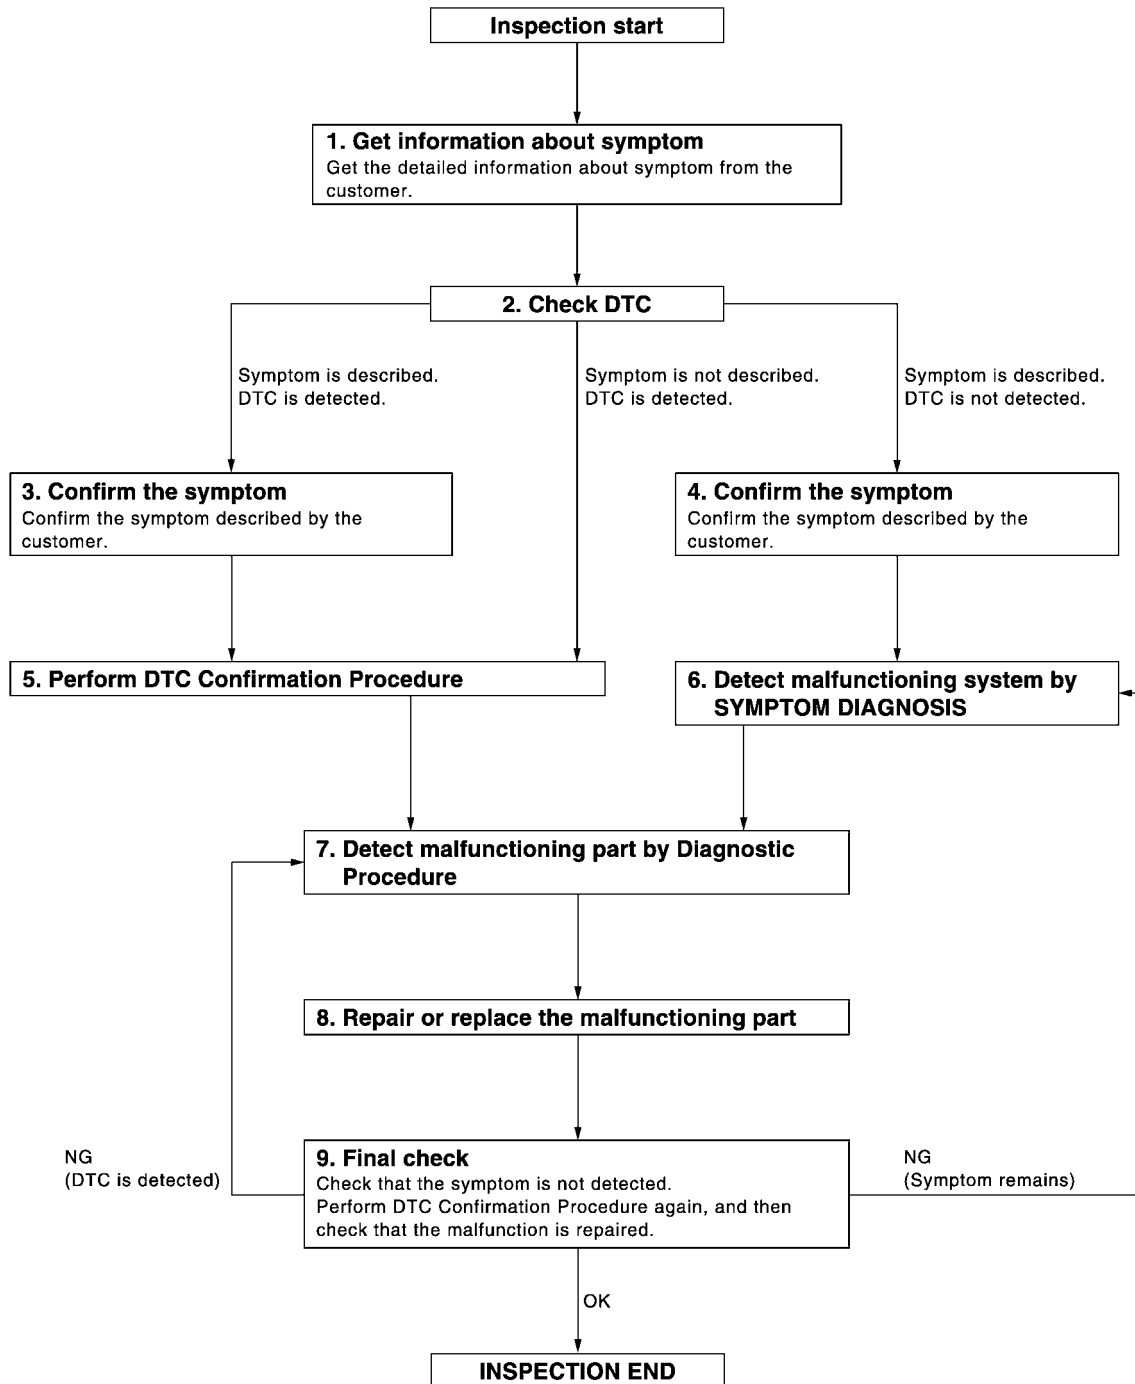 Inspection start
1. Get information about symptom
Get the detailed information about symptom from the
customer.
2. Check DTC
Symptom is described.
DTC is detected.
Symptom is not described.
DTC is detected.
Symptom is described.
DTC is not detected.
3. Confirm the symptom
Confirm the symptom described by the
customer.
4. Confirm the symptom
Confirm the symptom described by the
customer.
5. Perform DTC Confirmation Procedure
6. Detect malfunctioning system by
SYMPTOM DIAGNOSIS
7. Detect malfunctioning part by Diagnostic
Procedure
8. Repair or replace the malfunctioning part
NG
(DTC is detected)
9. Final check
Check that the symptom is not detected.
Perform DTC Confirmation Procedure again, and then
check that the malfunction is repaired.
NG
(Symptom remains)
OK
INSPECTION END